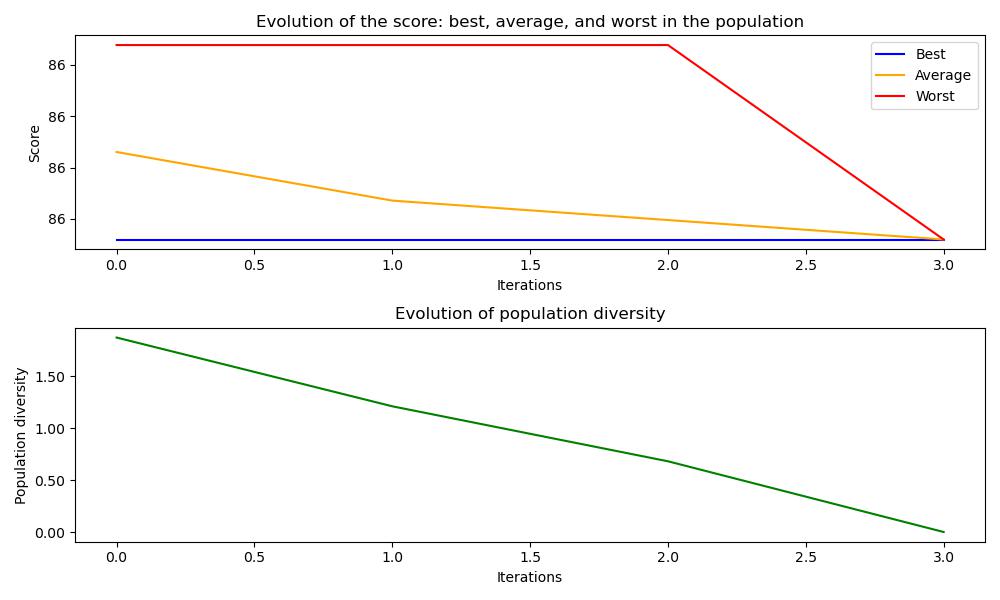 Evolution of the score: best, average, and worst in the population
Score
86
86
86
86
Best
Average
Worst
0.0 0.5 1.0 1.5 2.0 2.5 3.0
Iterations
Evolution of population diversity
Population diversity
1.50
1.00
0.50
0.00
0.0 0.5 1.0 1.5 2.0 2.5 3.0
Iterations